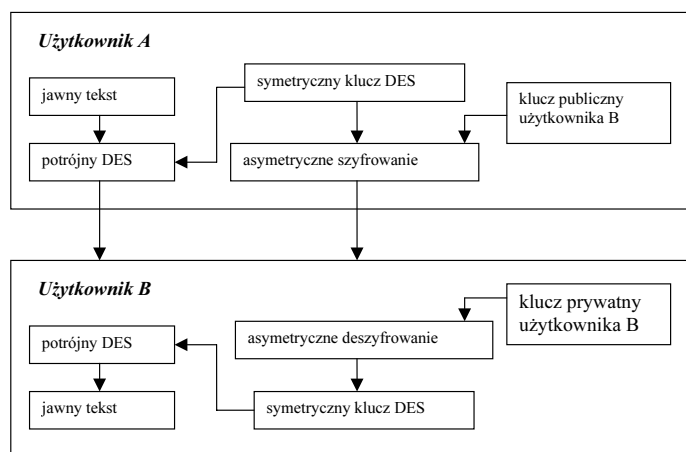 Użytkownik A
jawny tekst
symetryczny klucz DES
klucz publiczny
użytkownika B
potrójny DES
asymetryczne szyfrowanie
Użytkownik B
klucz prywatny
użytkownika B
potrójny DES
asymetryczne deszyfrowanie
jawny tekst
symetryczny klucz DES